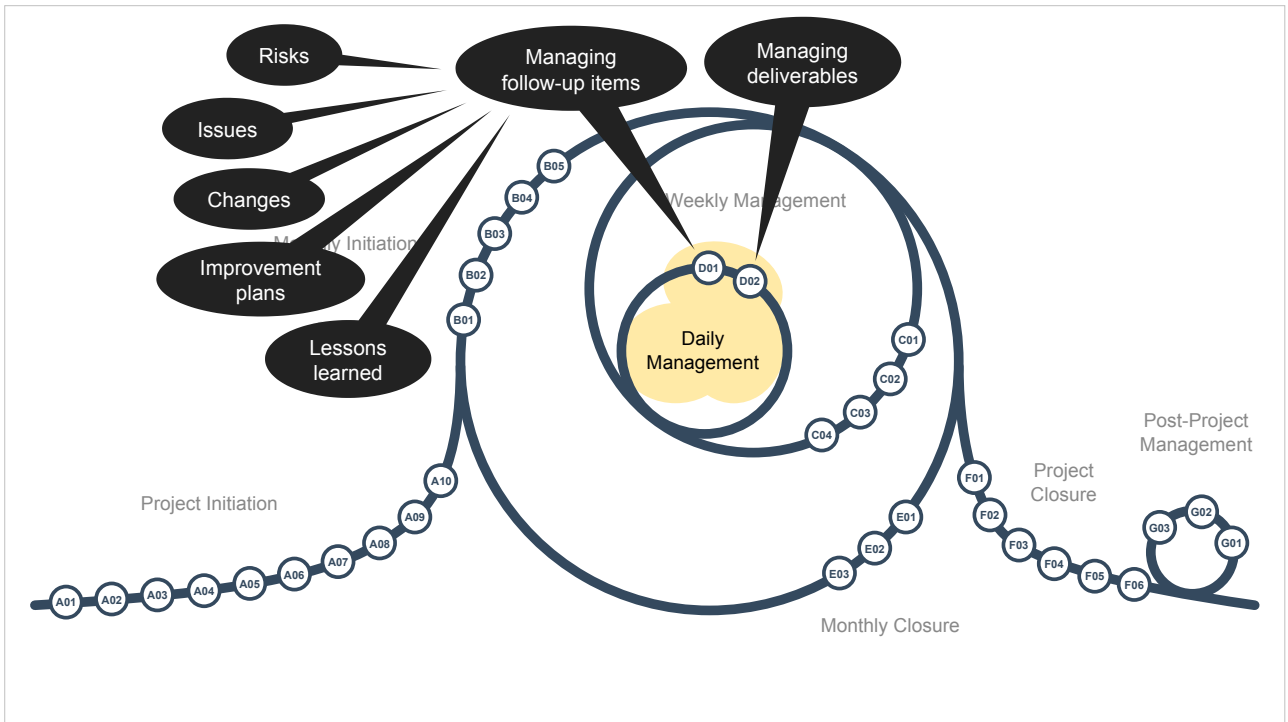 Risks
Issues
Changes
Improvement
plans
Lessons
learned
Managing
follow-up items
Managing
deliverables
Weekly Management
Initiation
Daily
Management
Project Initiation
Monthly Closure
Project
Closure
Post-Project
Management
A01
A02
A03
A04
A05
A06
A07
A08
A09
A10
B01
B02
B03
B04
B05
C01
C02
C03
C04
D01
D02
E01
E02
E03
F01
F02
F03
F04
F05
F06
G01
G02
G03